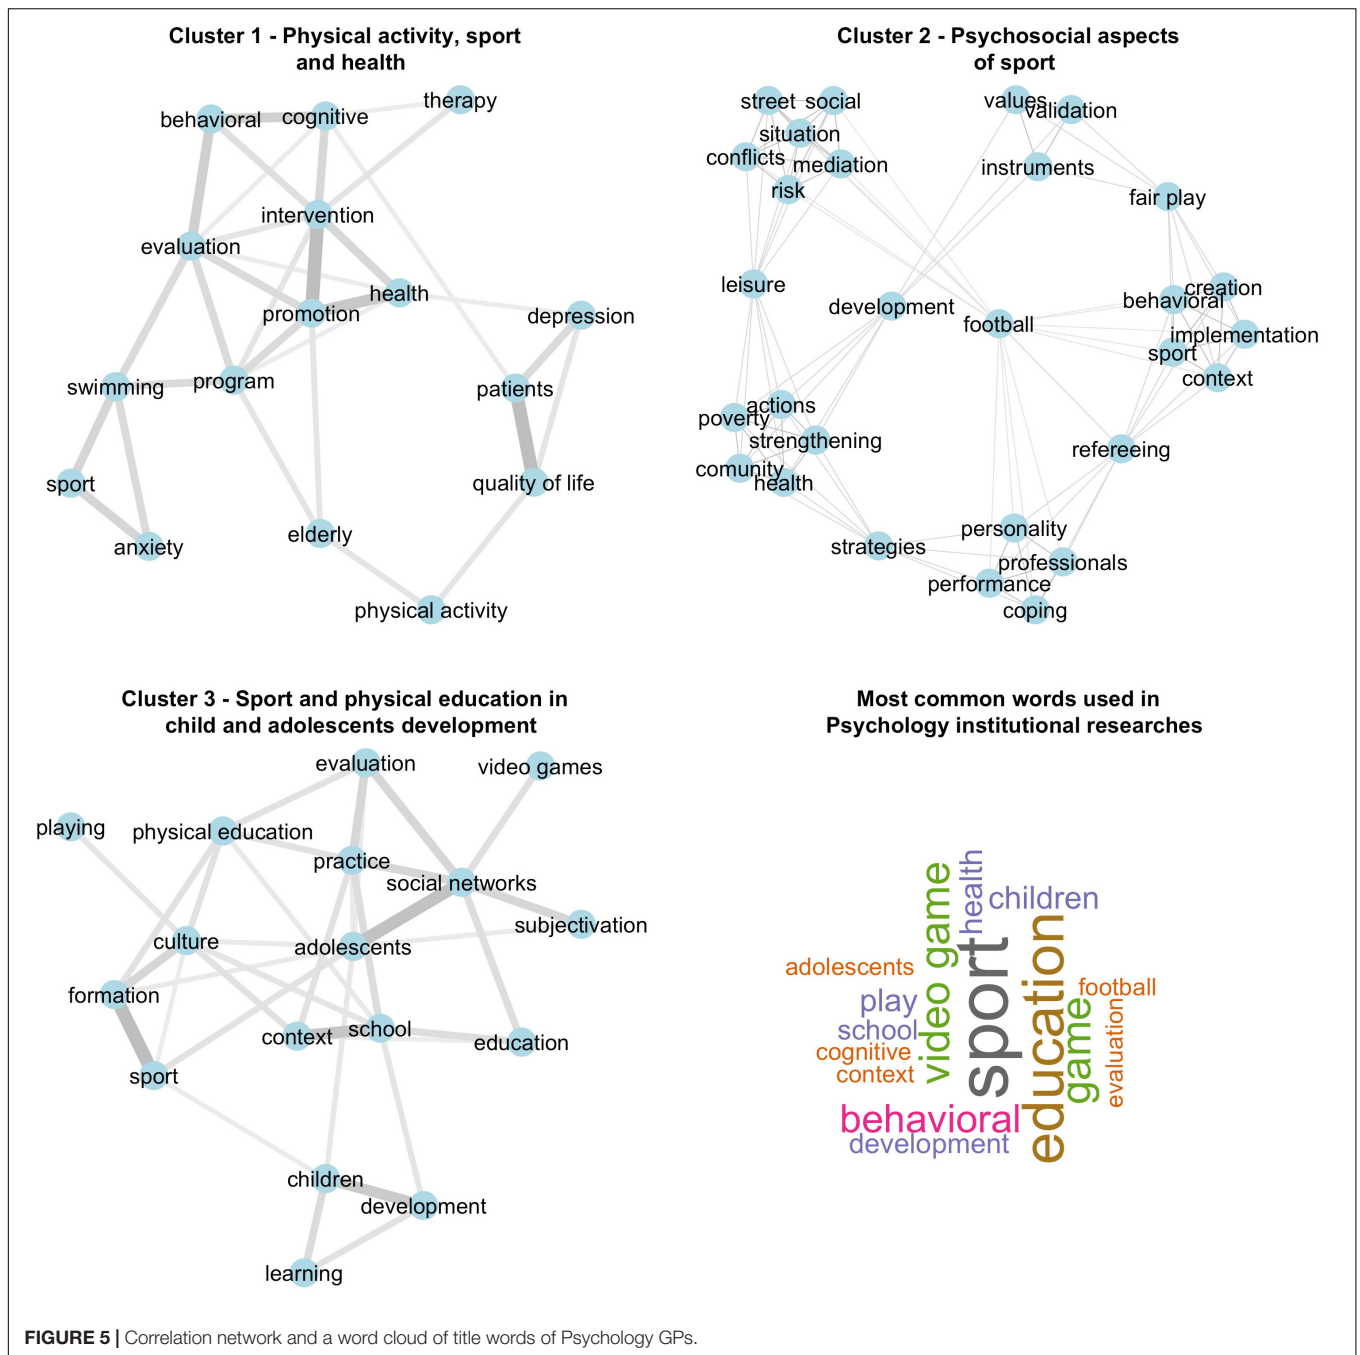 Cluster 1 - Physical activity, sport
and health
therapy
behavioral
cognitive
intervention
evaluation
health
promotion
depression
swimming
program
patients
sport
quality of life
elderly
anxiety
physical activity
Cluster 2 - Psychosocial aspects
of sport
street
social
values
validation
situation
conflicts
mediation
instruments
risk
fair play
leisure
creation
behavioral
development
football
implementation
sport
context
actions
poverty
strengthening
refereeing
comunity
health
personality
strategies
professionals
performance
coping
Cluster 3 - Sport and physical education in
child and adolescents development
evaluation
video games
playing
physical education
practice
social networks
subjectivation
culture
adolescents
formation
context
school
education
sport
children
development
learning
Most common words used in
Psychology institutional researches
health
video game
children
sport
education
adolescents
football
play
game
school
evaluation
cognitive
context
behavioral
development
FIGURE 5 | Correlation network and a word cloud of title words of Psychology GPs.